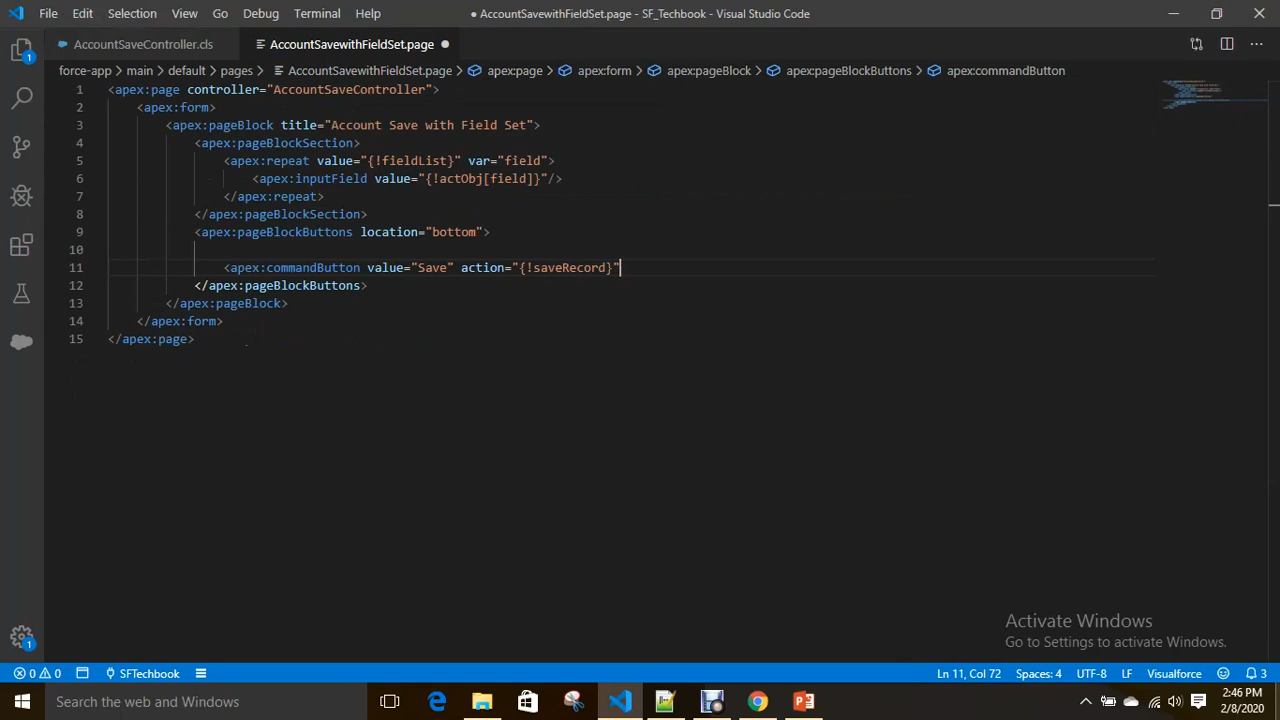 File Edit Selection View Go Debug Terminal Help ● AccountSavewithFieldSet.page - SF_Techbook - Visual Studio Code
AccountSaveController.cls AccountSavewithFieldSet.page
force-app > main > default > pages > AccountSavewithFieldSet.page > apex:page > apex:form > apex:pageBlock > apex:pageBlockButtons > apex:commandButton
1 <apex:page controller="AccountSaveController">
2 <apex:form>
3 <apex:pageBlock title="Account Save with Field Set">
4 <apex:pageBlockSection>
5 <apex:repeat value="{!fieldList}" var="field">
6 <apex:inputField value="{!actObj[field]}"/>
7 </apex:repeat>
8 </apex:pageBlockSection>
9 <apex:pageBlockButtons location="bottom">
10
11 <apex:commandButton value="Save" action="{!saveRecord}"
12 </apex:pageBlockButtons>
13 </apex:pageBlock>
14 </apex:form>
15 </apex:page>
1
1
Activate Windows
Go to Settings to activate Windows.
0 0 SFTechbook Ln 11, Col 72 Spaces: 4 UTF-8 LF Visualforce 3
Search the web and Windows
2:46 PM
2/8/2020